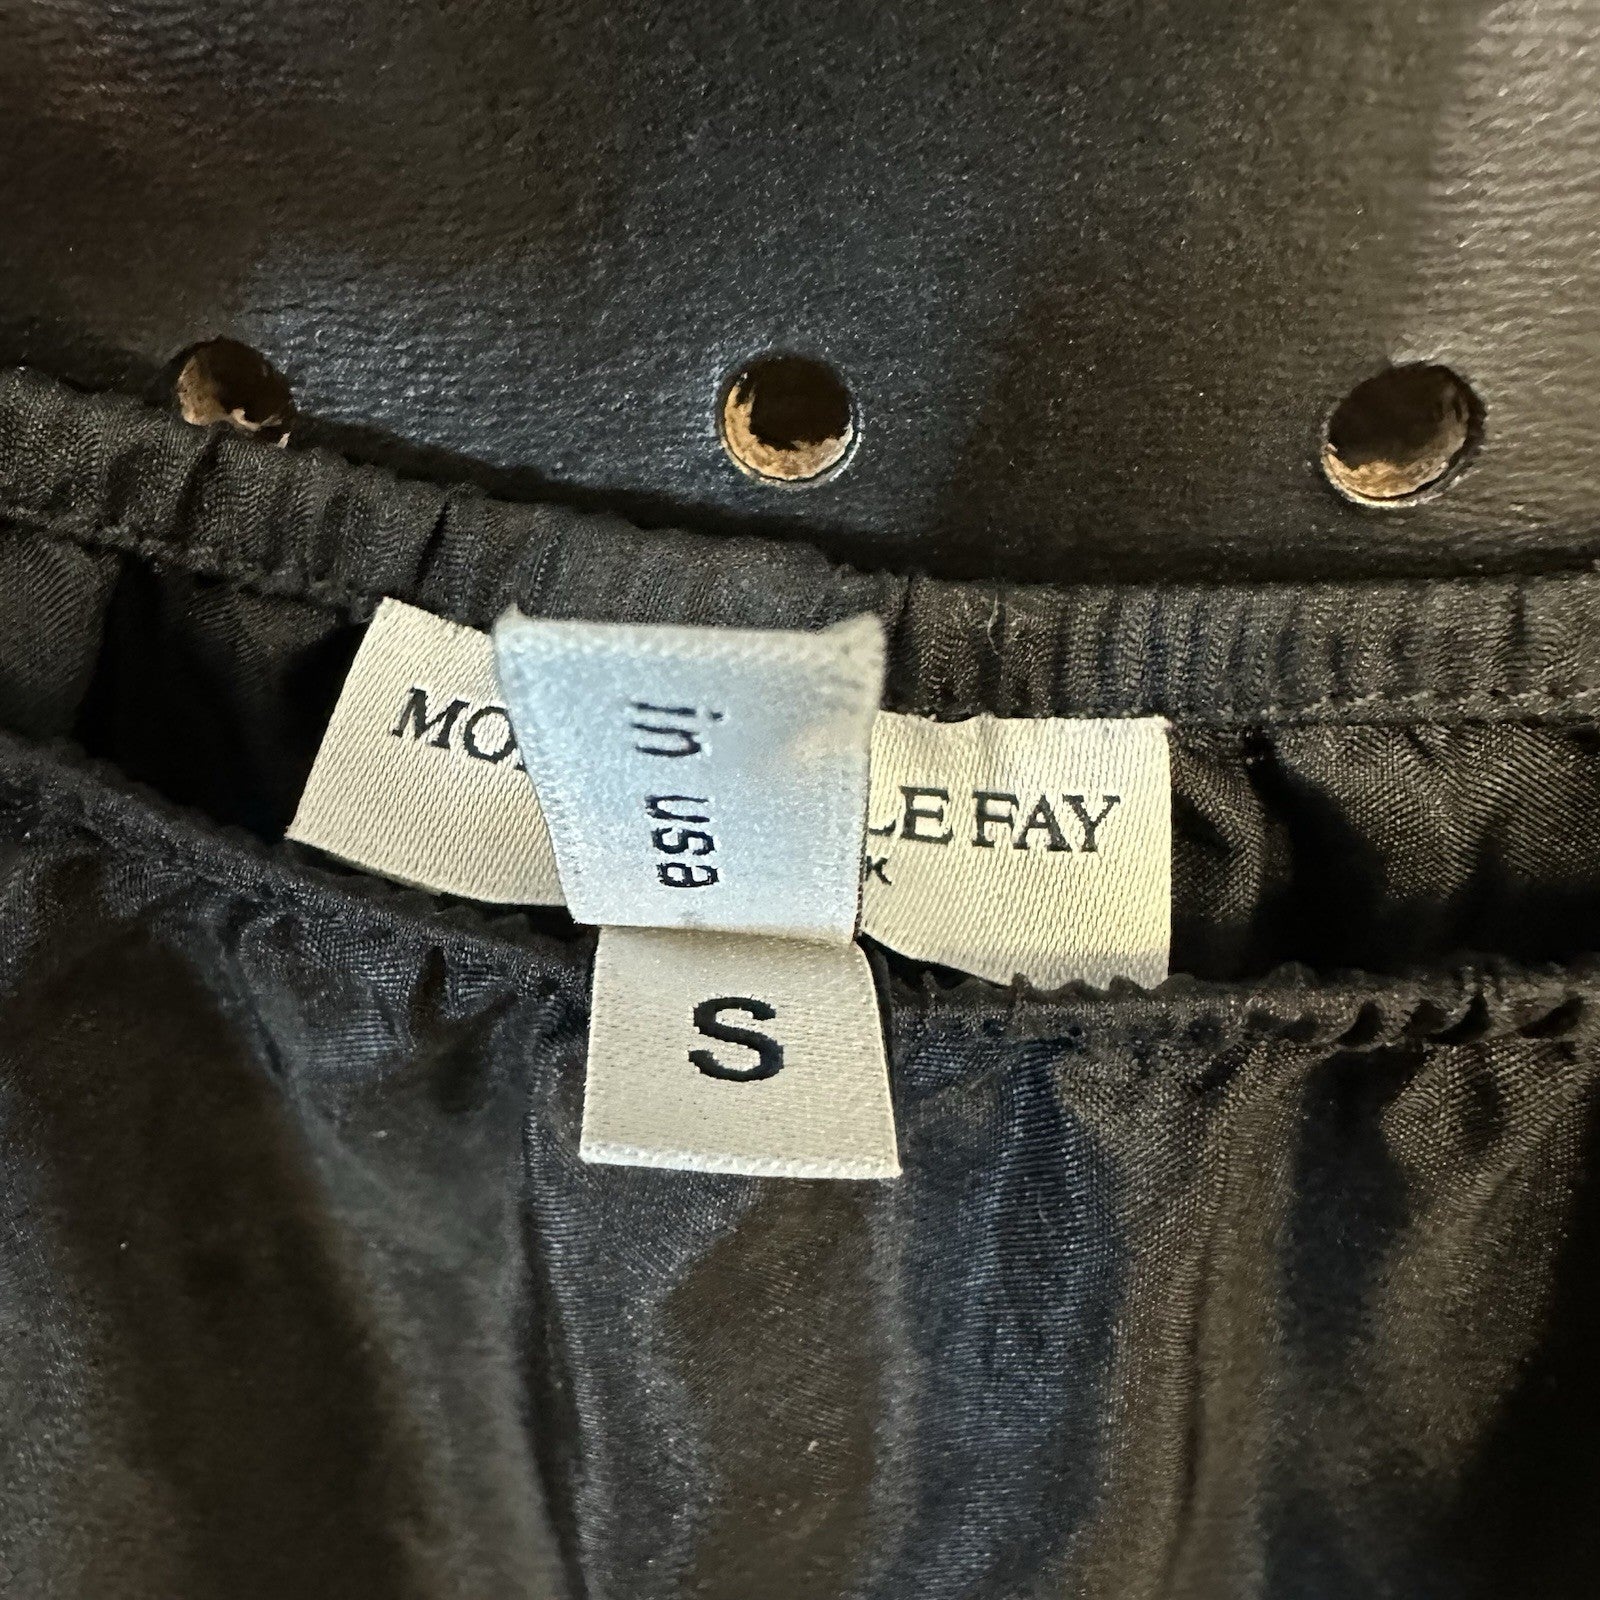 MO LE FAY
K
in usa
S